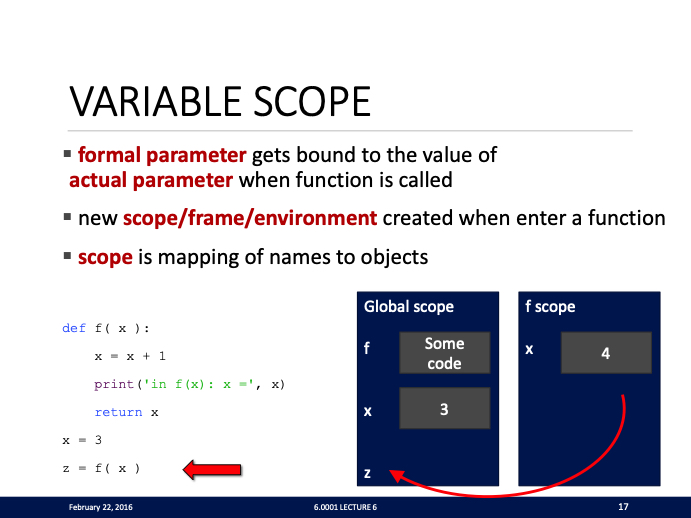 VARIABLE SCOPE
▪ formal parameter gets bound to the value of
actual parameter when function is called
▪ new scope/frame/environment created when enter a function
▪ scope is mapping of names to objects
def f( x ):
    x = x + 1
    print('in f(x): x =', x)
    return x
x = 3
z = f( x )
Global scope
f
Some
code
x
3
z
f scope
x
4
February 22, 2016
6.0001 LECTURE 6
17